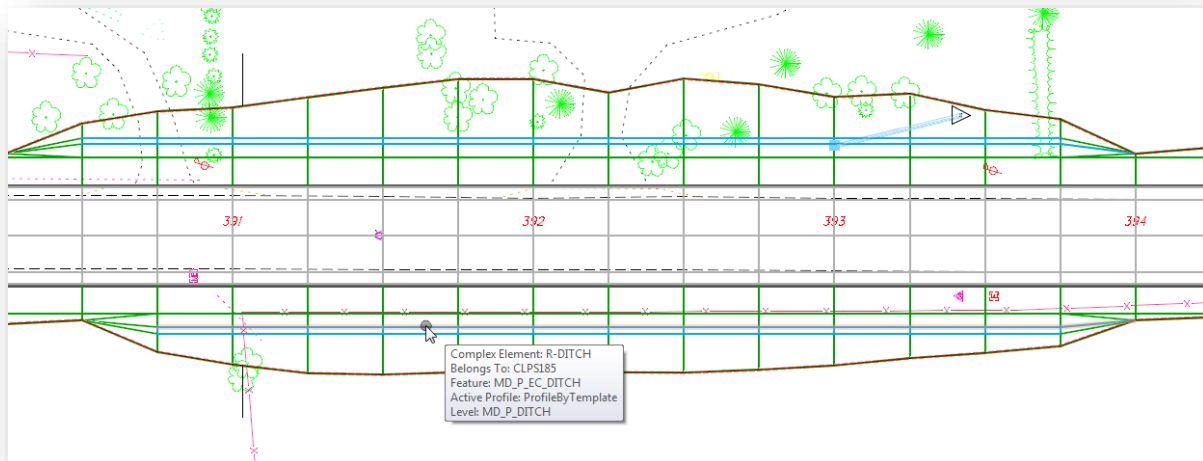 391
392
393
394
Complex Element: R-DITCH
Belongs To: CLPS185
Feature: MD_P_EC_DITCH
Active Profile: ProfileByTemplate
Level: MD_P_DITCH